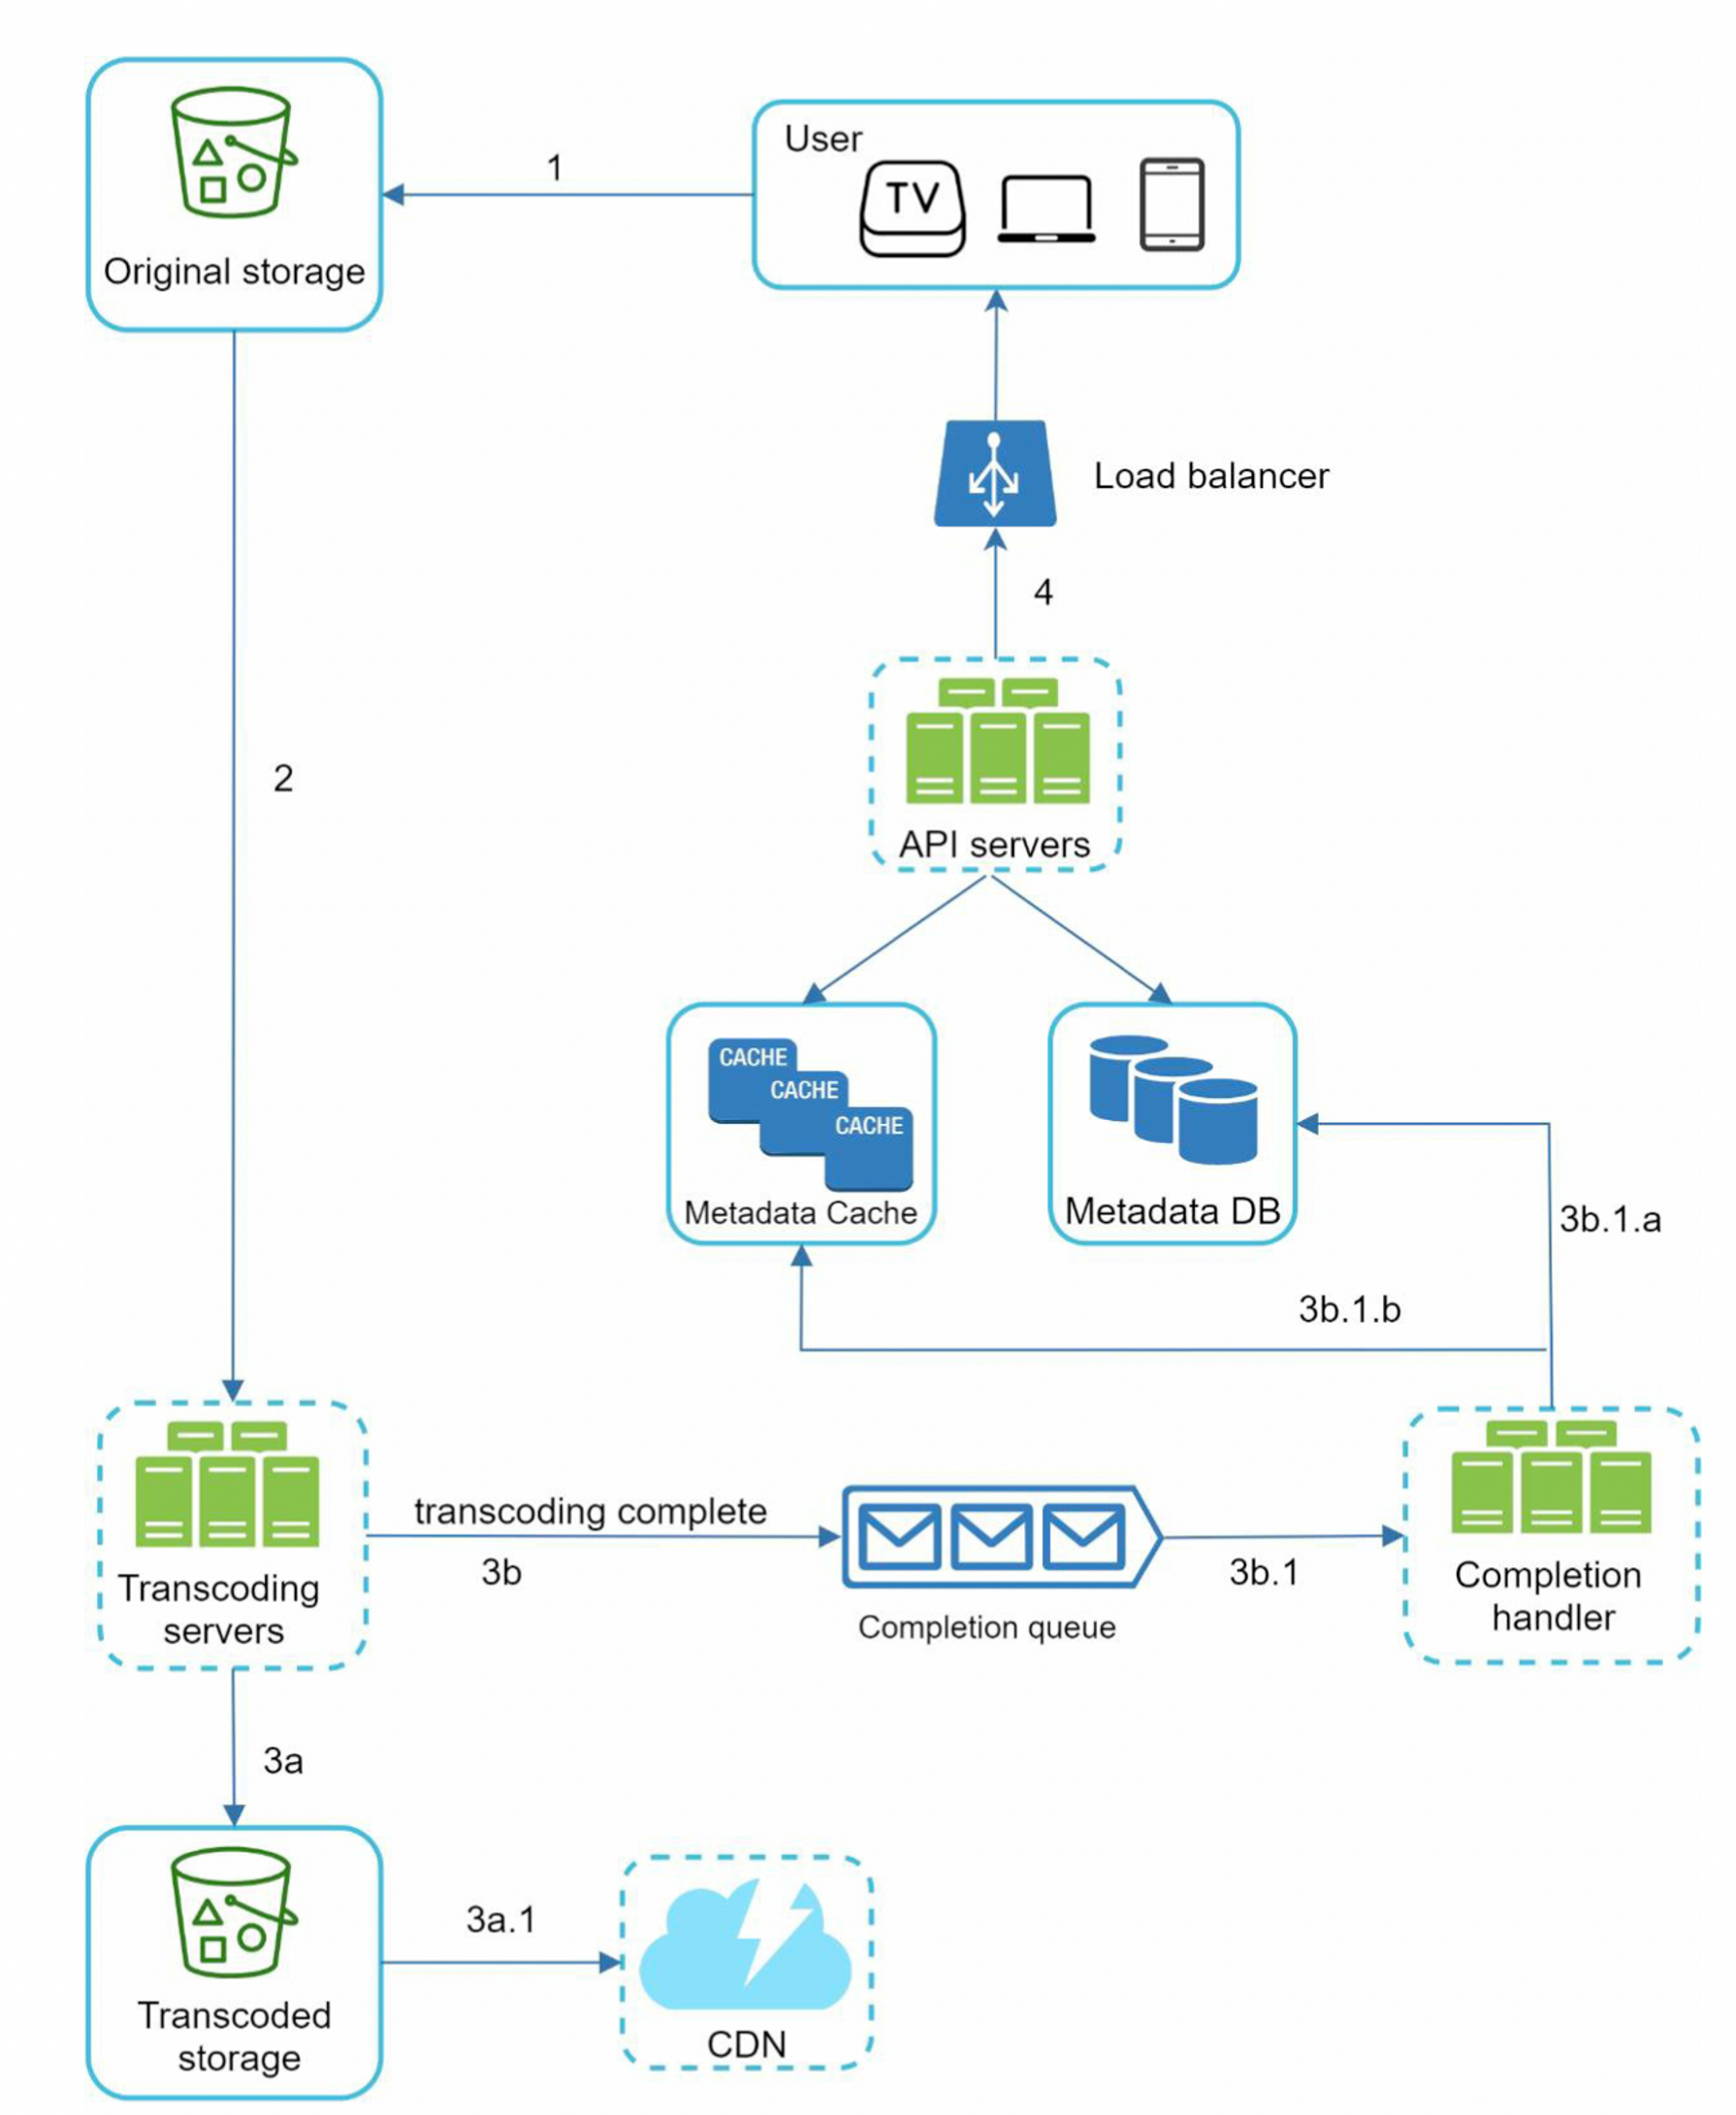 User
TV
1
Original storage
Load balancer
4
2
API servers
CACHE
CACHE
CACHE
Metadata Cache
Metadata DB
3b.1.a
3b.1.b
transcoding complete
3b
3b.1
Transcoding
servers
Completion queue
Completion
handler
3a
3a.1
Transcoded
storage
CDN